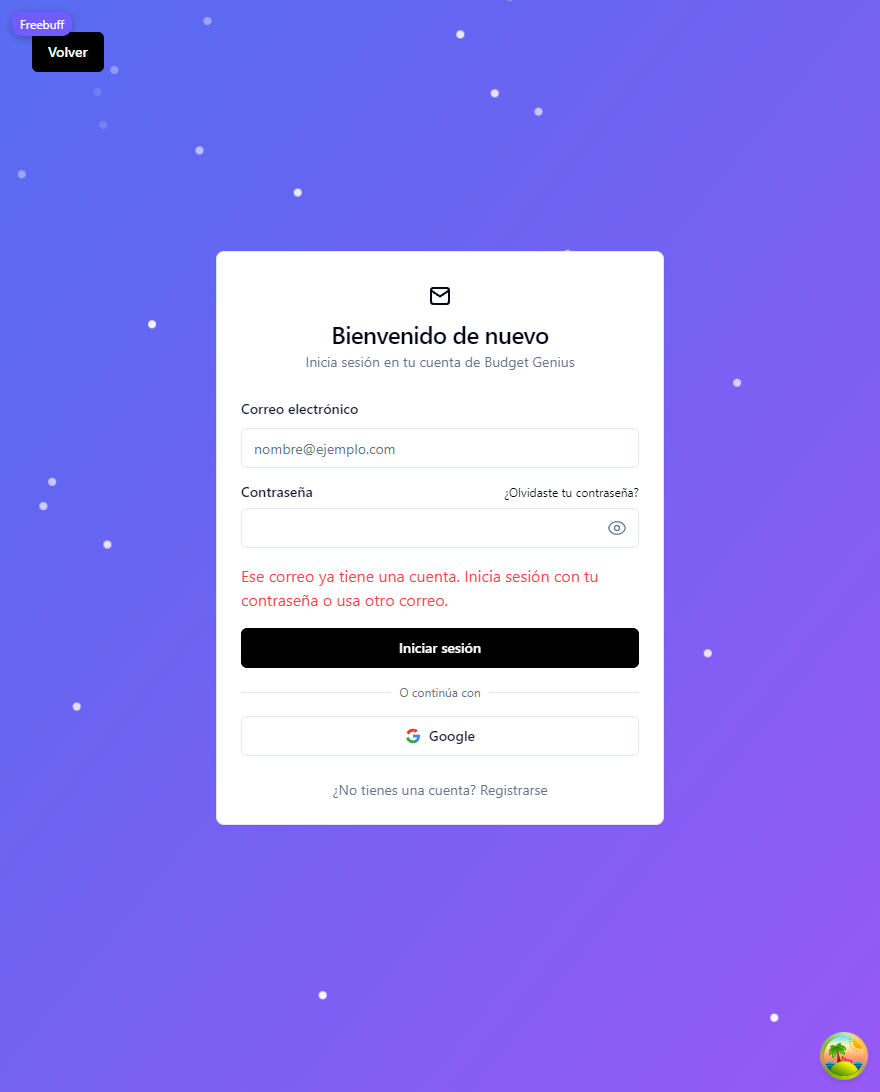 Freebuff
Volver
Bienvenido de nuevo
Inicia sesión en tu cuenta de Budget Genius
Correo electrónico
nombre@ejemplo.com
Contraseña
¿Olvidaste tu contraseña?
Ese correo ya tiene una cuenta. Inicia sesión con tu
contraseña o usa otro correo.
Iniciar sesión
O continúa con
Google
¿No tienes una cuenta? Registrarse